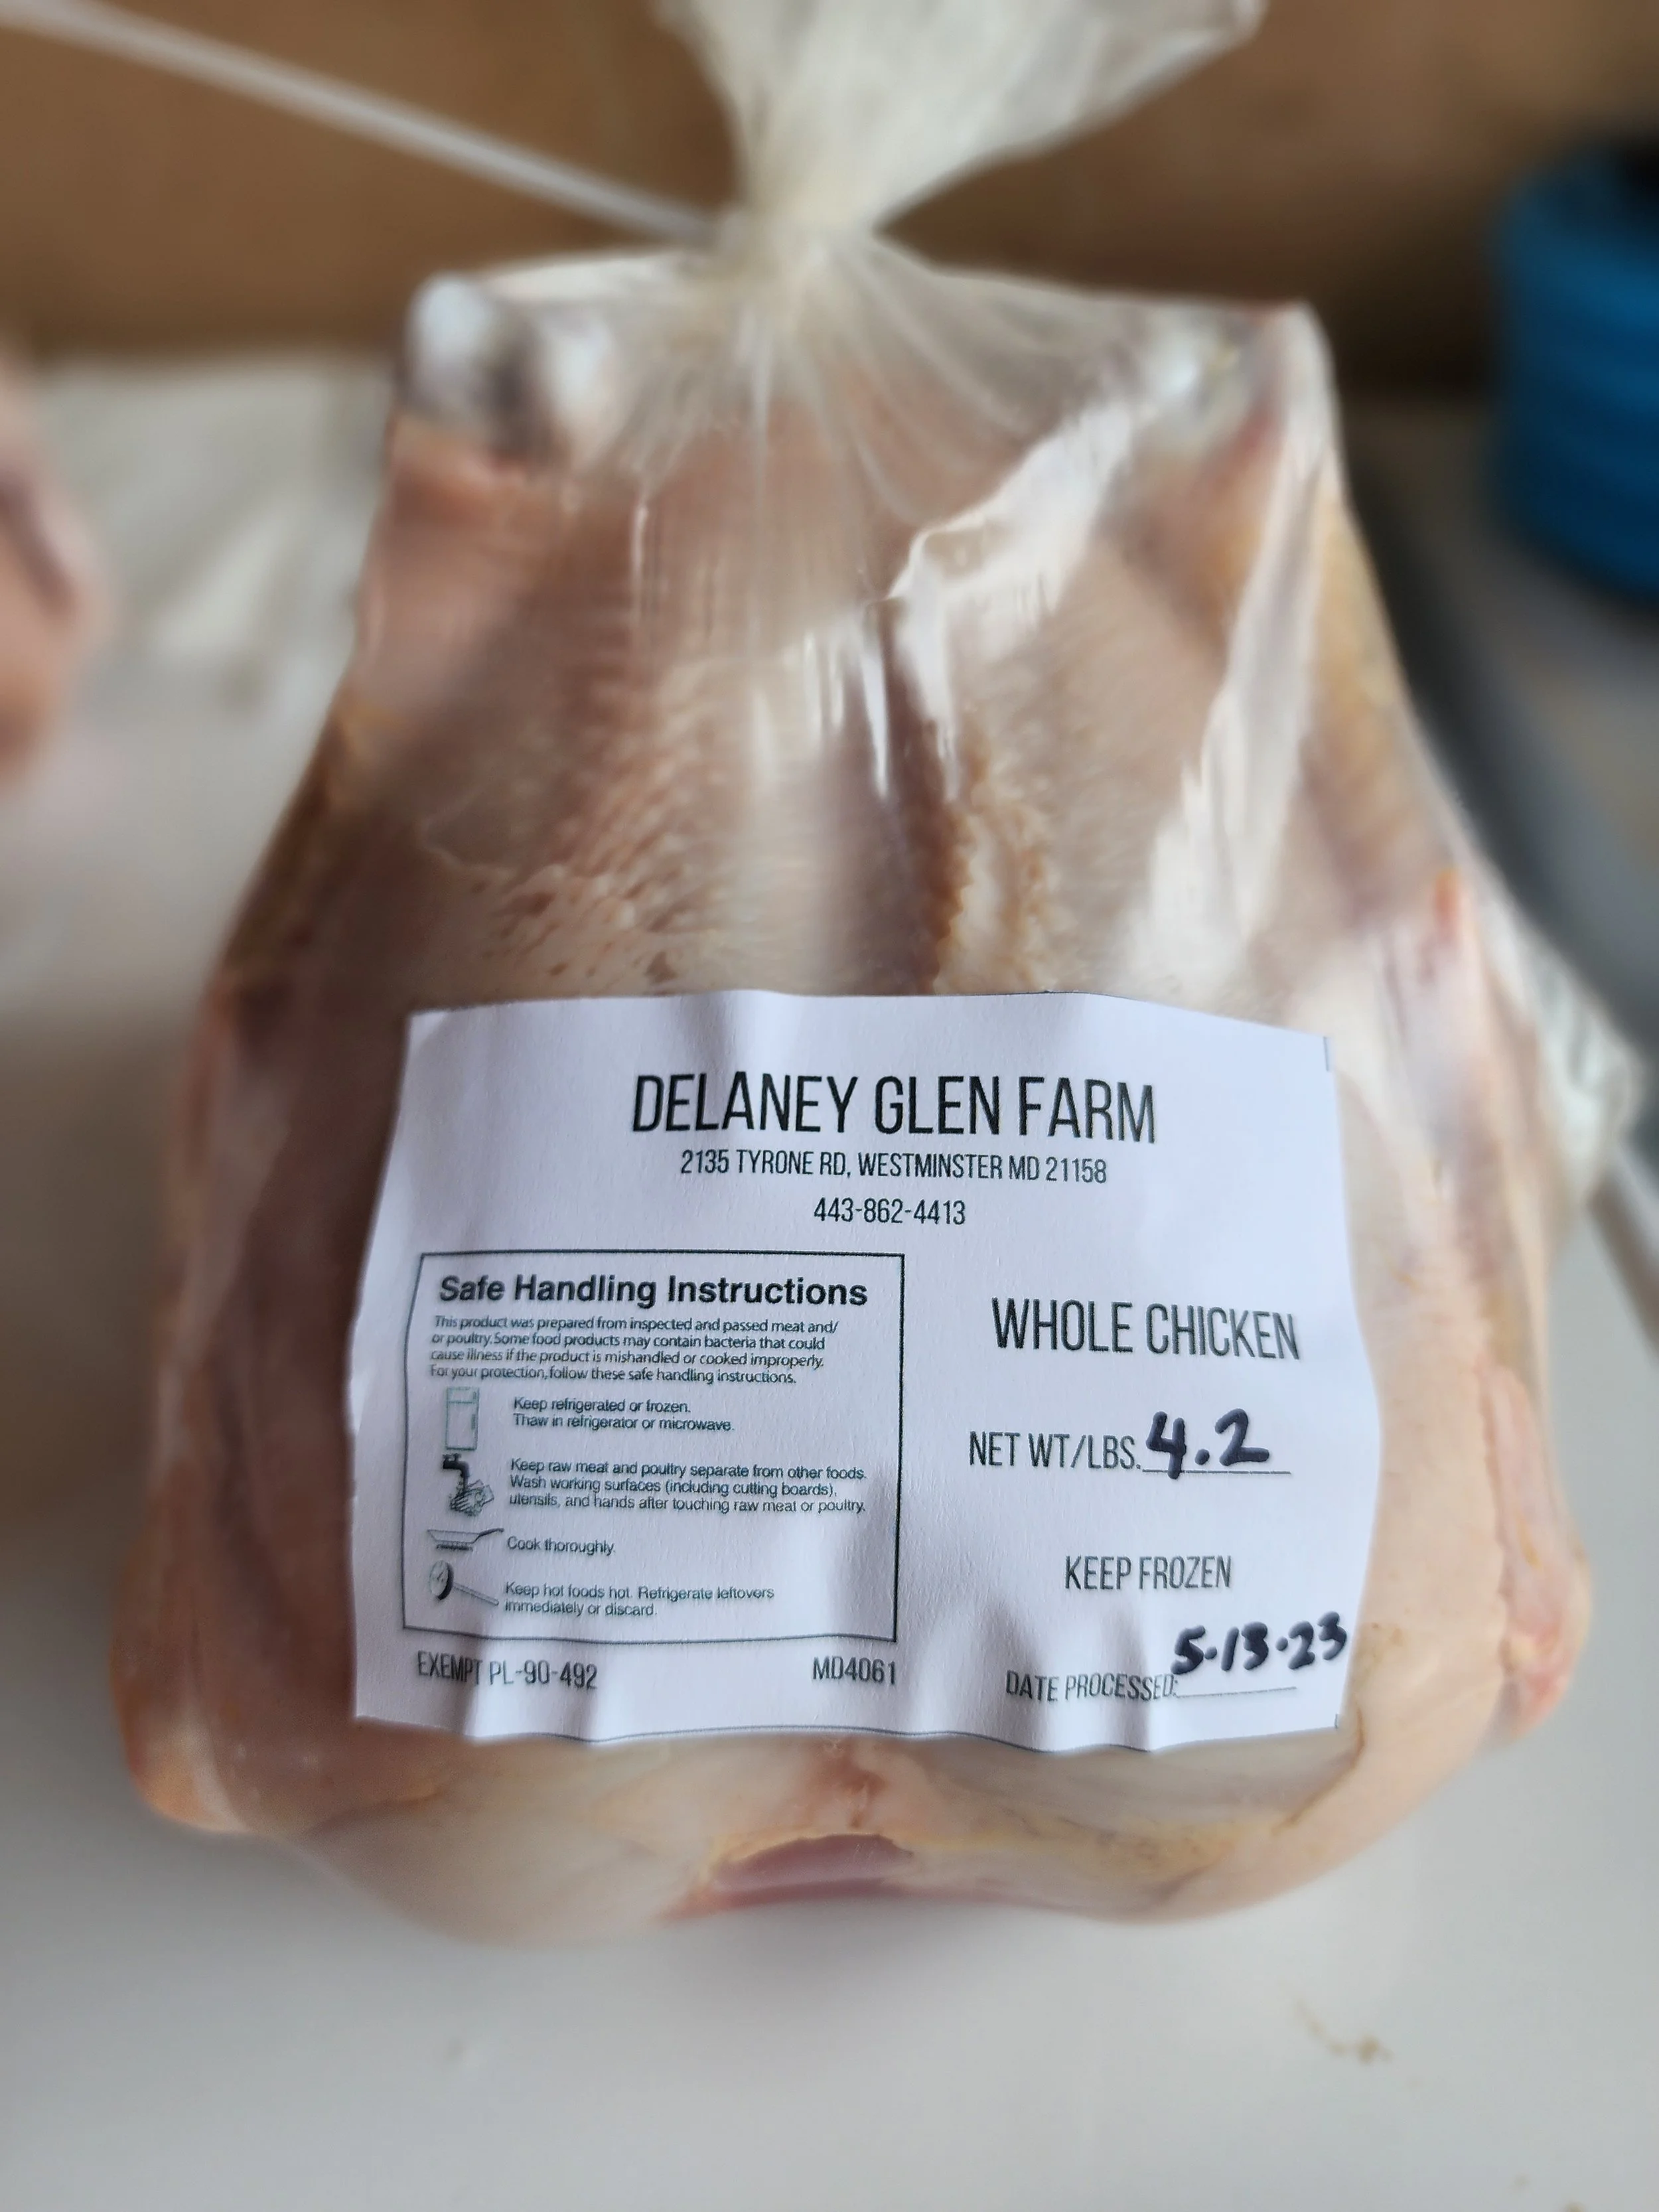 DELANEY GLEN FARM
2135 TYRONE RD, WESTMINSTER MD 21158
443-862-4413
Safe Handling Instructions
This product was prepared from inspected and passed meat and/
or poultry. Some food products may contain bacteria that could
cause illness if the product is mishandled or cooked improperly.
For your protection, follow these safe handling instructions.
Keep refrigerated or frozen.
Thaw in refrigerator or microwave.
Keep raw meat and poultry separate from other foods.
Wash working surfaces (including cutting boards),
utensils, and hands after touching raw meat or poultry.
Cook thoroughly.
Keep hot foods hot. Refrigerate leftovers
immediately or discard.
EXEMPT PL-90-492 MD4061
WHOLE CHICKEN
NET WT/LBS. 4.2
KEEP FROZEN
DATE PROCESSED: 5-13-23